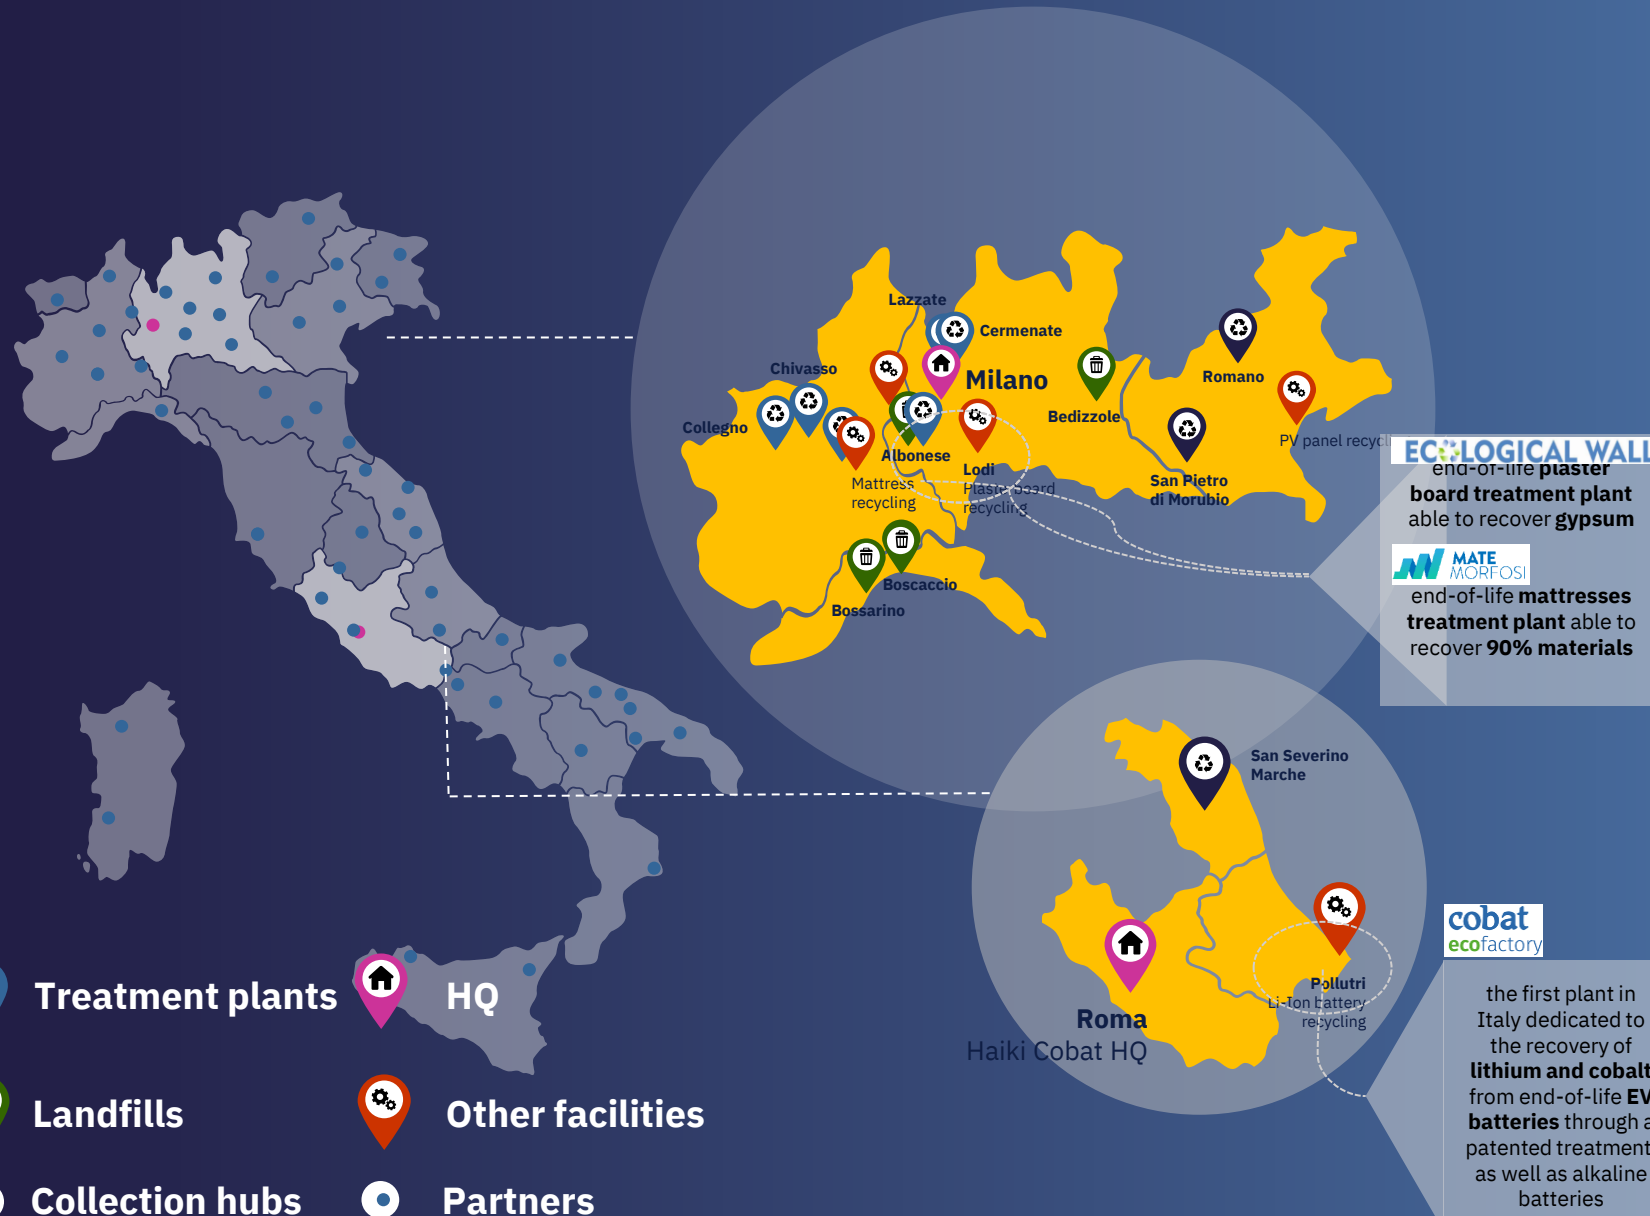 Lazzate
Cermenate
Chivasso
Milano
Romano
Collegno
Bedizzole
PV panel
Albonese
Lodi
Mattress
recycling
Plasterboard
recycling
San Pietro
di Morubio
Boscaccio
Bossarino
ECOLOGICAL WALL
end-of-life plaster
board treatment plant
able to recover gypsum
MATE
MORFOSI
end-of-life mattresses
treatment plant able to
recover 90% materials
San Severino
Marche
Roma
Haiki Cobat HQ
Pollutri
Li-Ion battery
recycling
cobat
ecofactory
the first plant in
Italy dedicated to
the recovery of
lithium and cobalt
from end-of-life EV
batteries through a
patented treatment
as well as alkaline
batteries
Treatment plants
HQ
Landfills
Other facilities
Collection hubs
Partners